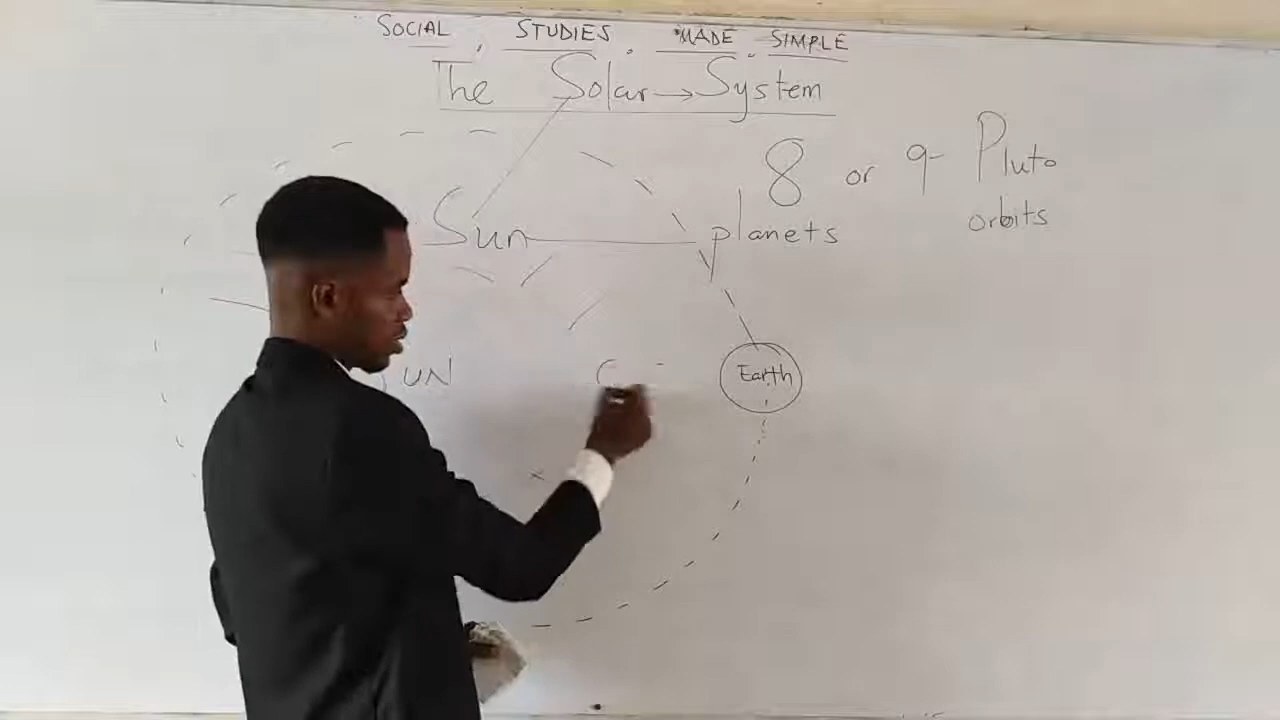 SOCIAL, STUDIES. MADE. SIMPLE
The Solar → System
8 or 9 - Pluto
Sun planets orbits
UN Earth